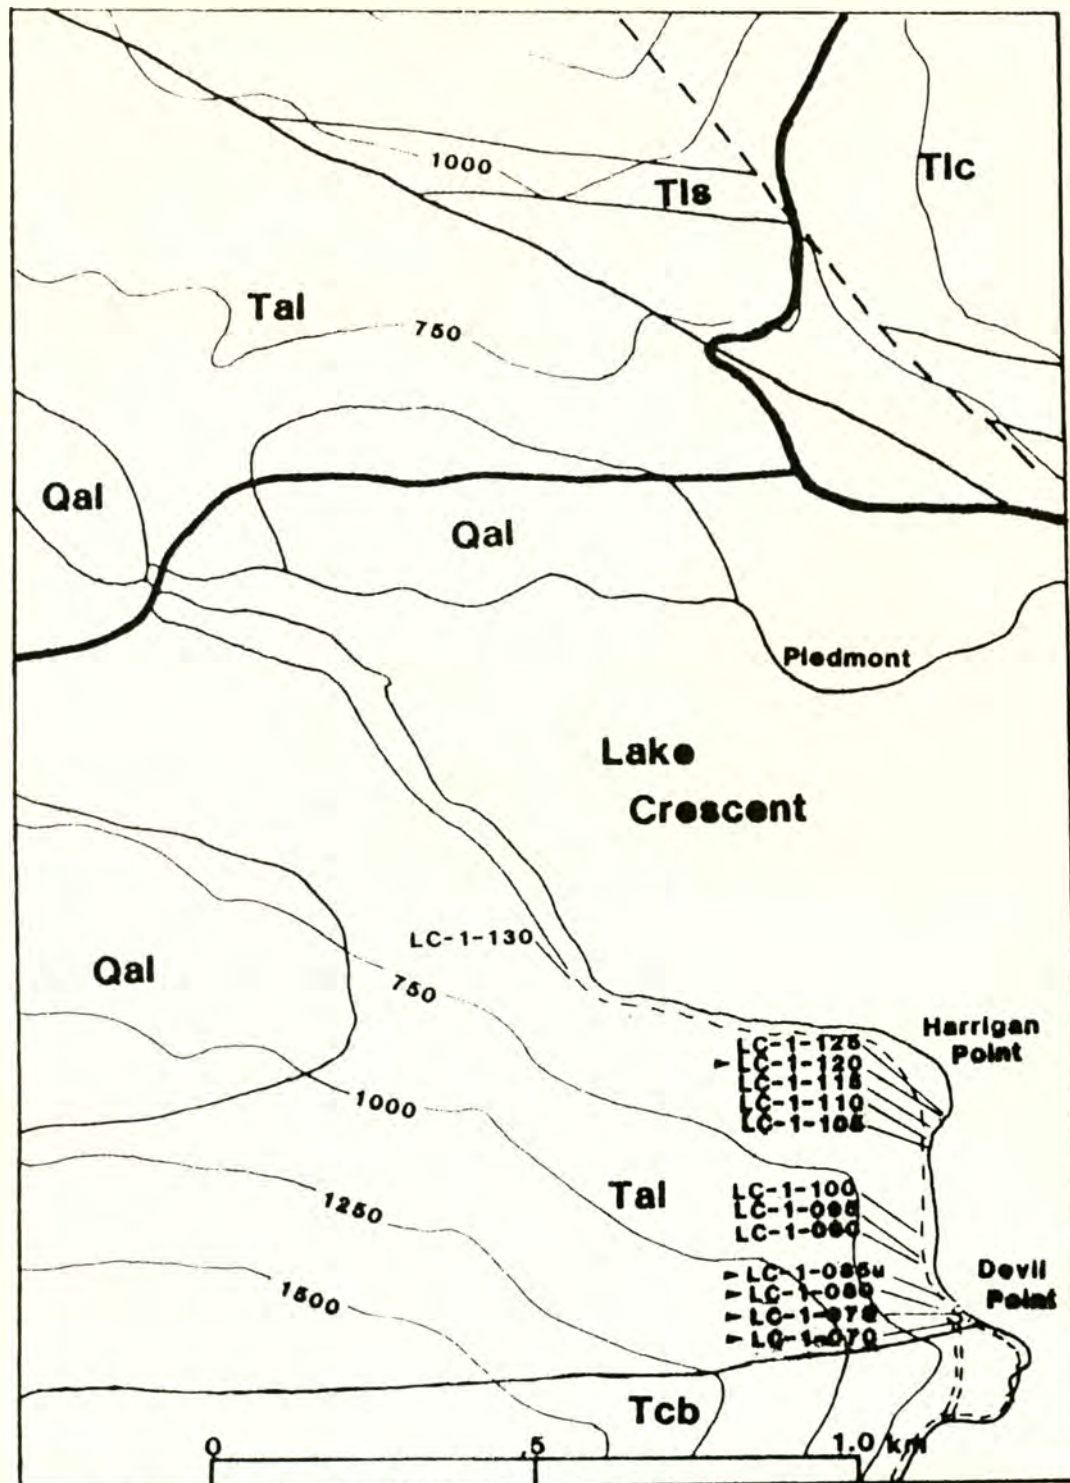 1000
Tls
Tlc
Tal
750
Qal
Qal
Piedmont
Lake
Crescent
LC-1-130
Qal
750
Harrigan
Point
LC-1-125
► LC-1-120
LC-1-115
LC-1-110
LC-1-105
1000
Tal
1250
LC-1-100
LC-1-095
LC-1-090
Devil
Point
► LC-1-085u
► LC-1-080
► LC-1-075
► LC-1-070
1500
Tcb
0 .5 1.0 km